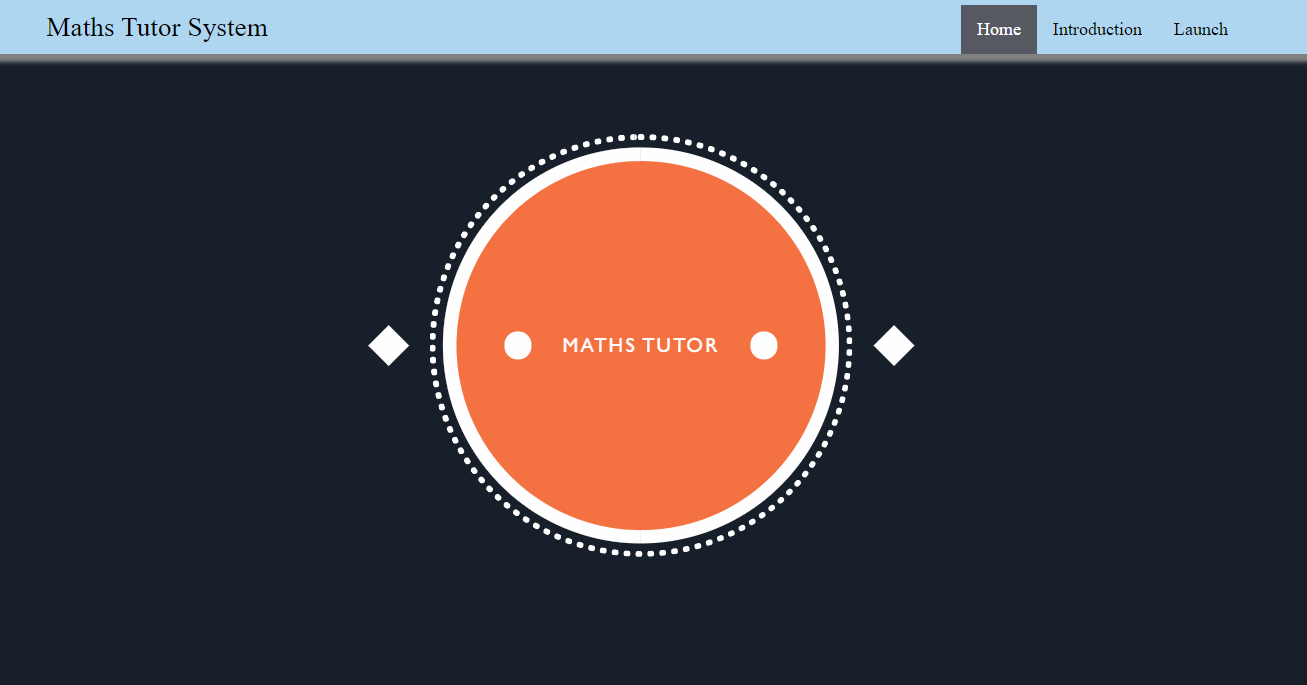 Maths Tutor System
Home Introduction Launch
MATHS TUTOR